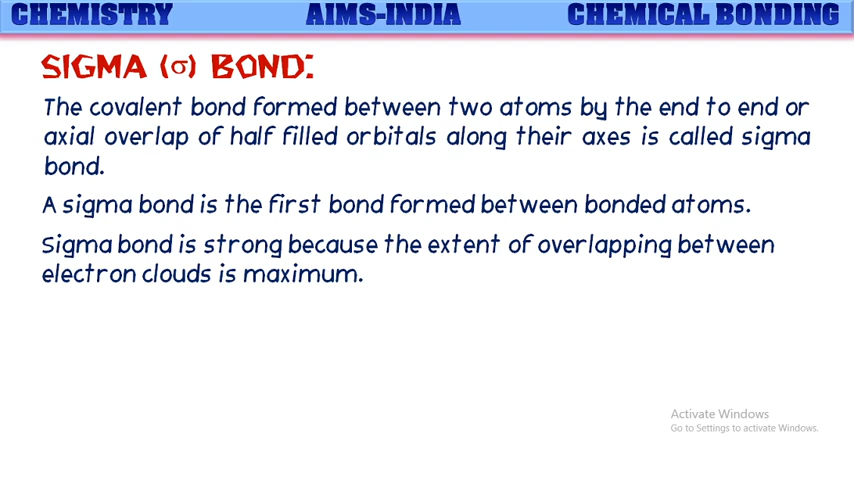 CHEMISTRY AIMS-INDIA CHEMICAL BONDING
SIGMA (σ) BOND:
The covalent bond formed between two atoms by the end to end or
axial overlap of half filled orbitals along their axes is called sigma
bond.
A sigma bond is the first bond formed between bonded atoms.
Sigma bond is strong because the extent of overlapping between
electron clouds is maximum.
Activate Windows
Go to Settings to activate Windows.